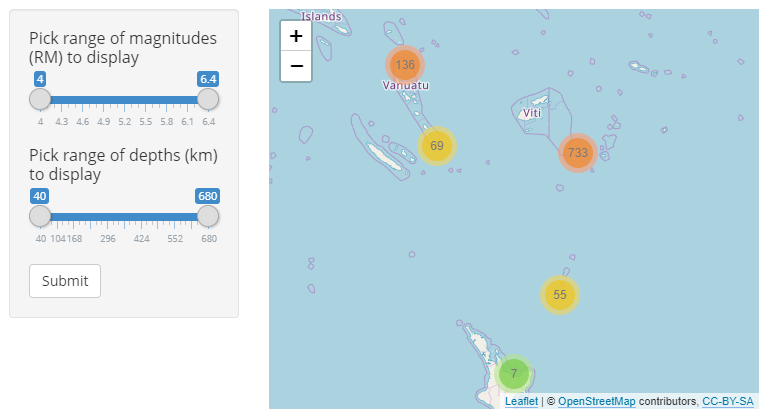 Pick range of magnitudes
(RM) to display
4 6.4
4 4.3 4.6 4.9 5.2 5.5 5.8 6.1 6.4
Pick range of depths (km)
to display
40 680
40 104 168 296 424 552 680
Submit
+
−
Islands
136
Vanuatu
Viti
69
733
55
7
Leaflet | © OpenStreetMap contributors, CC-BY-SA